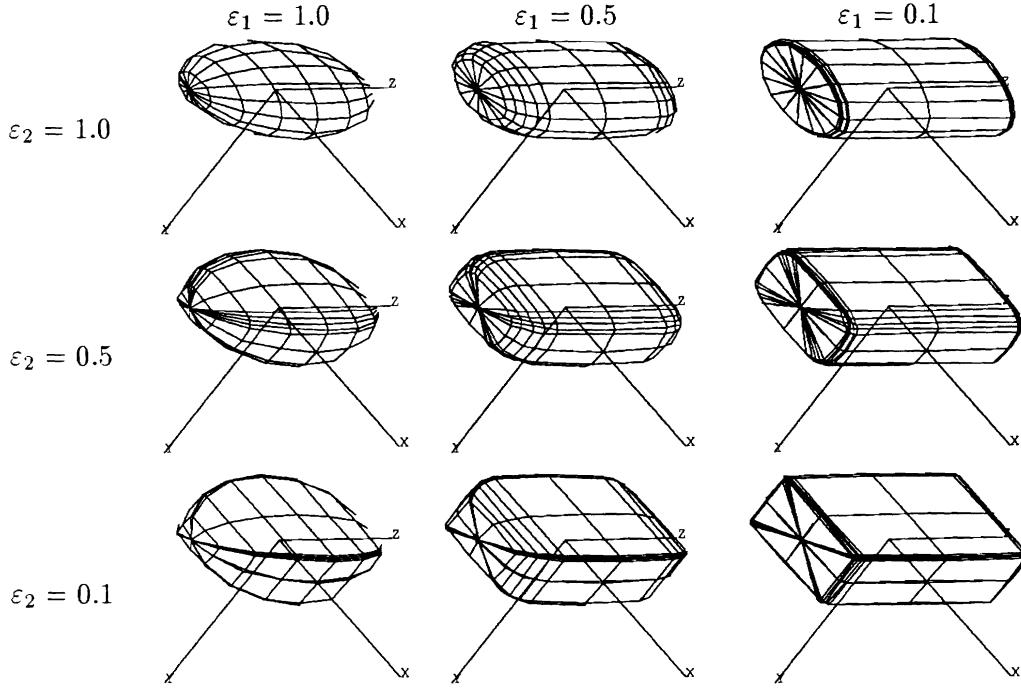 ε₁ = 1.0 ε₁ = 0.5 ε₁ = 0.1
z z z
ε₂ = 1.0
y x y x y x
z z z
ε₂ = 0.5
y x y x y x
z z z
ε₂ = 0.1
y x y x y x